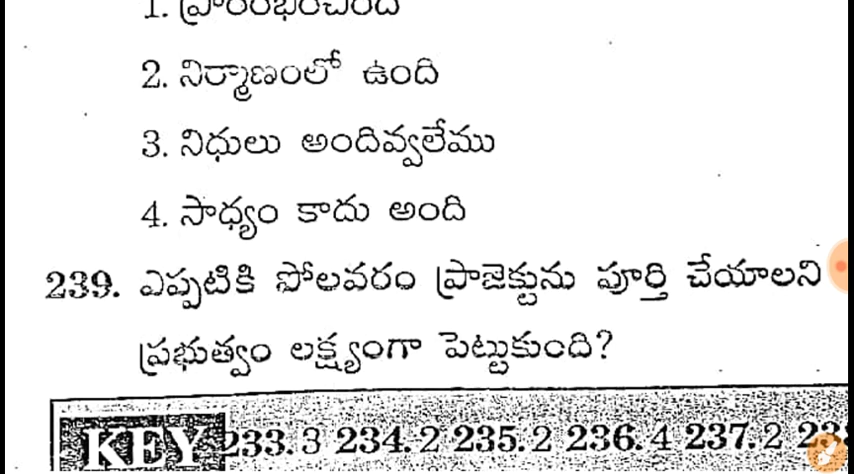 1. ప్రారంభించింది
2. నిర్మాణంలో ఉంది
3. నిధులు అందివ్వలేము
4. సాధ్యం కాదు అంది
239. ఎప్పటికి పోలవరం ప్రాజెక్టును పూర్తి చేయాలని
ప్రభుత్వం లక్ష్యంగా పెట్టుకుంది?
KEY 233. 3 234. 2 235. 2 236. 4 237. 2